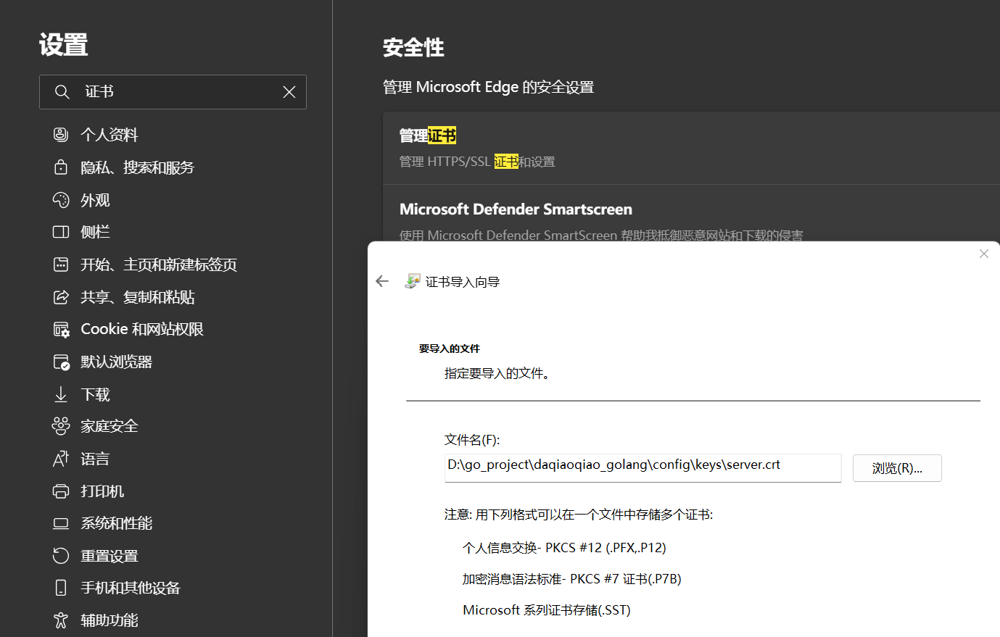 设置
证书
个人资料
隐私、搜索和服务
外观
侧栏
开始、主页和新建标签页
共享、复制和粘贴
Cookie 和网站权限
默认浏览器
下载
家庭安全
语言
打印机
系统和性能
重置设置
手机和其他设备
辅助功能
安全性
管理 Microsoft Edge 的安全设置
管理证书
管理 HTTPS/SSL 证书和设置
Microsoft Defender Smartscreen
使用 Microsoft Defender SmartScreen 帮助我抵御恶意网站和下载的侵害
证书导入向导
要导入的文件
指定要导入的文件。
文件名(F):
D:\go_project\daqiaoqiao_golang\config\keys\server.crt
浏览(R)...
注意: 用下列格式可以在一个文件中存储多个证书:
个人信息交换- PKCS #12 (.PFX,.P12)
加密消息语法标准- PKCS #7 证书(.P7B)
Microsoft 系列证书存储(.SST)